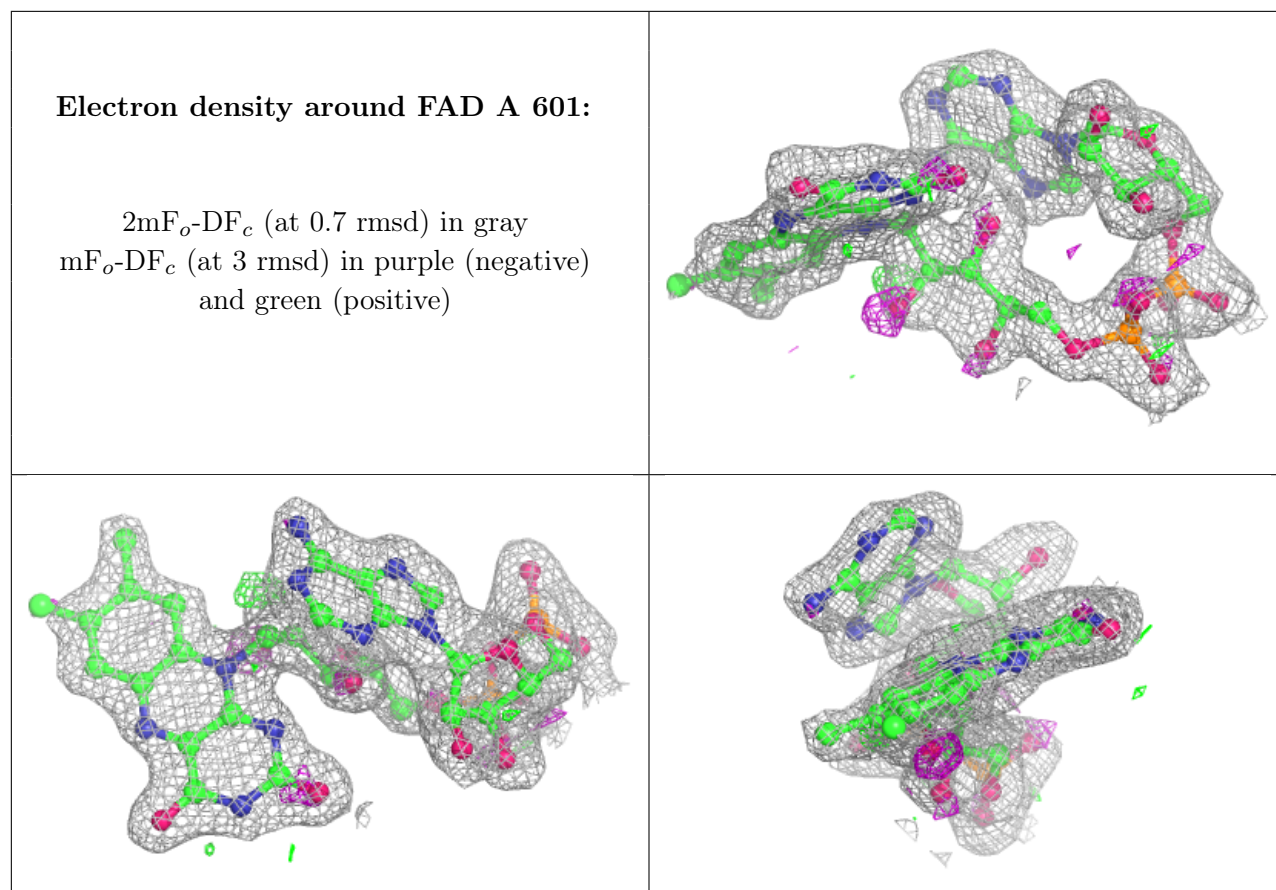 Electron density around FAD A 601:
2mFo-DFc (at 0.7 rmsd) in gray
mFo-DFc (at 3 rmsd) in purple (negative)
and green (positive)